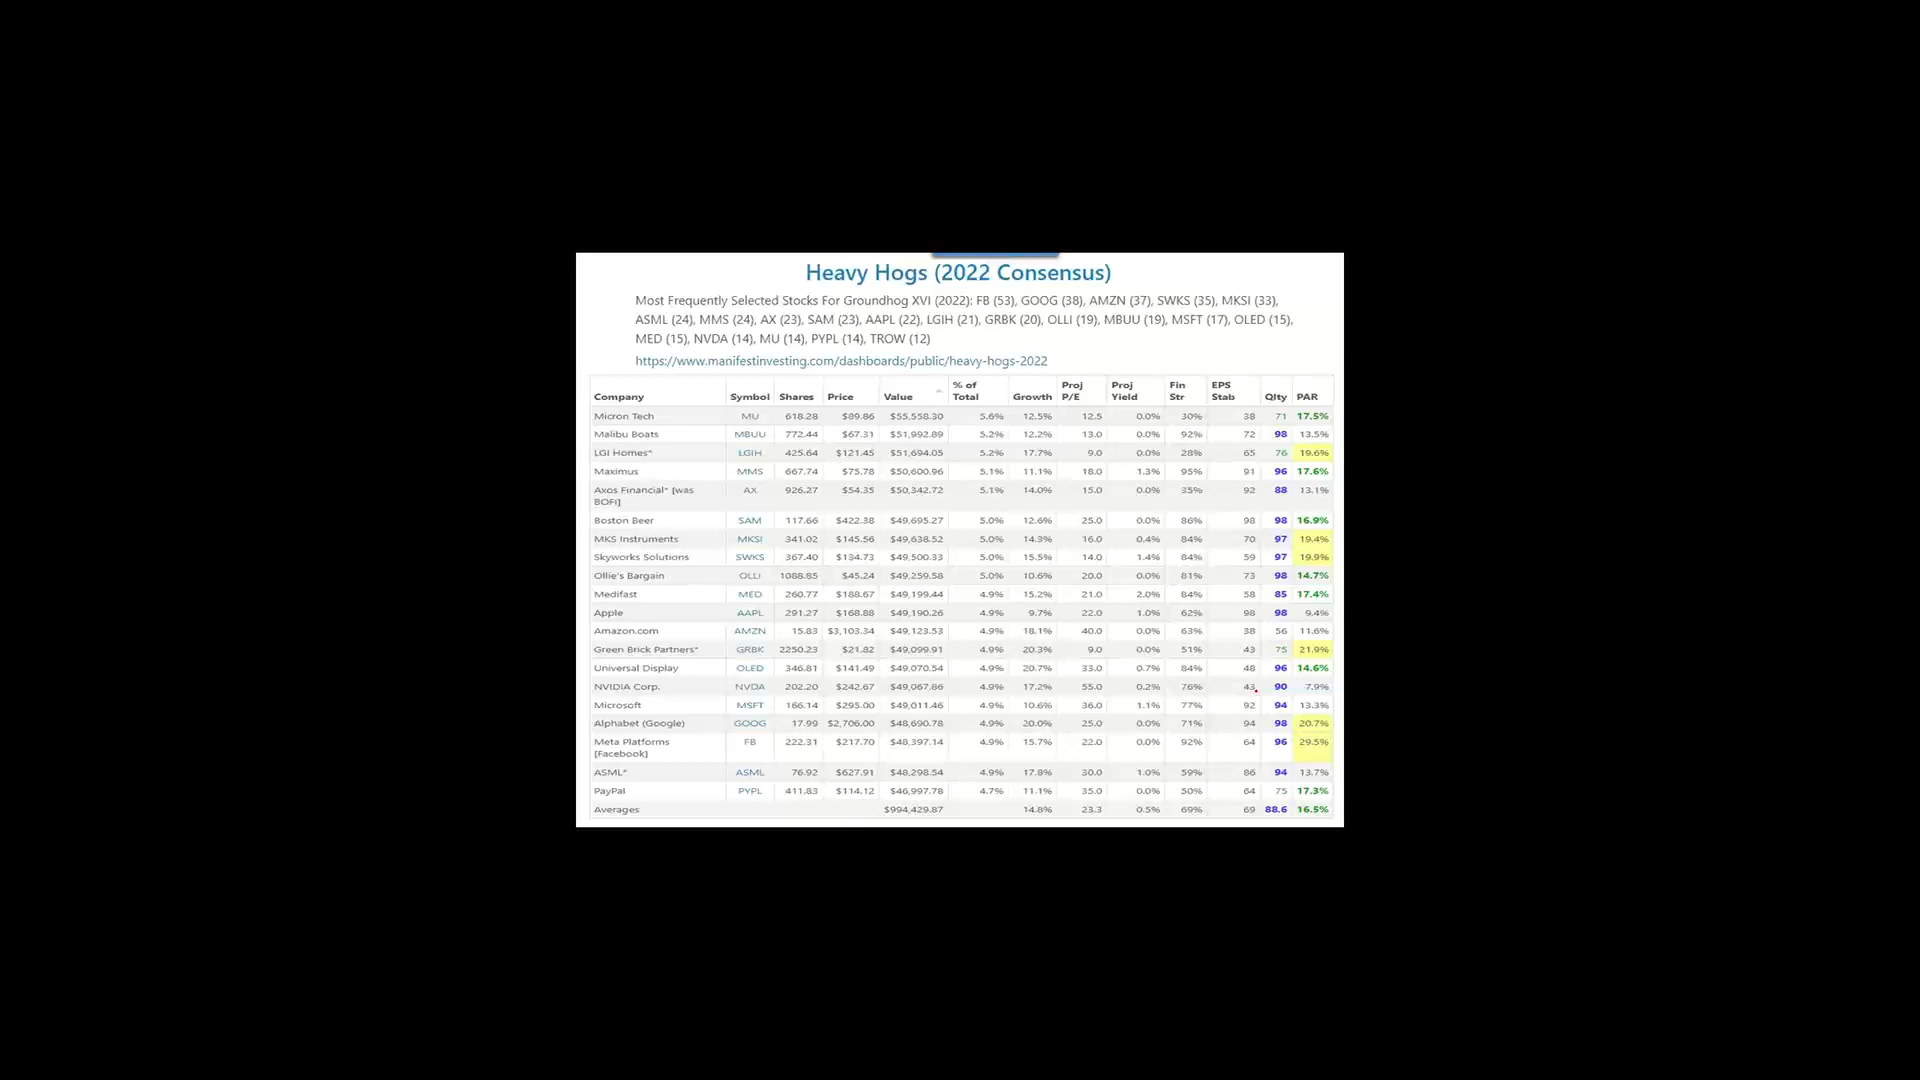 Heavy Hogs (2022 Consensus)
Most Frequently Selected Stocks For Groundhog XVI (2022): FB (53), GOOG (38), AMZN (37), SWKS (35), MKSI (33),
ASML (24), MMS (24), AX (23), SAM (23), AAPL (22), LGIH (21), GRBK (20), OLLI (19), MBUU (19), MSFT (17), OLED (15),
MED (15), NVDA (14), MU (14), PYPL (14), TROW (12)
https://www.manifestinvesting.com/dashboards/public/heavy-hogs-2022
Company Symbol Shares Price Value % of Total Growth Proj P/E Proj Yield Fin Str EPS Stab Qlty PAR
Micron Tech MU 618.28 $89.86 $55,558.30 5.6% 12.5% 12.5 0.0% 30% 38 71 17.5%
Malibu Boats MBUU 772.44 $67.31 $51,992.89 5.2% 12.2% 13.0 0.0% 92% 72 98 13.5%
LGI Homes* LGIH 425.64 $121.45 $51,694.05 5.2% 17.7% 9.0 0.0% 28% 65 76 19.6%
Maximus MMS 667.74 $75.78 $50,600.96 5.1% 11.1% 18.0 1.3% 95% 91 96 17.6%
Axos Financial* [was BOFI] AX 926.27 $54.35 $50,342.72 5.1% 14.0% 15.0 0.0% 35% 92 88 13.1%
Boston Beer SAM 117.66 $422.38 $49,695.27 5.0% 12.6% 25.0 0.0% 86% 98 98 16.9%
MKS Instruments MKSI 341.02 $145.56 $49,638.52 5.0% 14.3% 16.0 0.4% 84% 70 97 19.4%
Skyworks Solutions SWKS 367.40 $134.73 $49,500.33 5.0% 15.5% 14.0 1.4% 84% 59 97 19.9%
Ollie's Bargain OLLI 1088.85 $45.24 $49,259.58 5.0% 10.6% 20.0 0.0% 81% 73 98 14.7%
Medifast MED 260.77 $188.67 $49,199.44 4.9% 15.2% 21.0 2.0% 84% 58 85 17.4%
Apple AAPL 291.27 $168.88 $49,190.26 4.9% 9.7% 22.0 1.0% 62% 98 98 9.4%
Amazon.com AMZN 15.83 $3,103.34 $49,123.53 4.9% 18.1% 40.0 0.0% 63% 38 56 11.6%
Green Brick Partners* GRBK 2250.23 $21.82 $49,099.91 4.9% 20.3% 9.0 0.0% 51% 43 75 21.9%
Universal Display OLED 346.81 $141.49 $49,070.54 4.9% 20.7% 33.0 0.7% 84% 48 96 14.6%
NVIDIA Corp. NVDA 202.20 $242.67 $49,067.86 4.9% 17.2% 55.0 0.2% 76% 43 90 7.9%
Microsoft MSFT 166.14 $295.00 $49,011.46 4.9% 10.6% 36.0 1.1% 77% 92 94 13.3%
Alphabet (Google) GOOG 17.99 $2,706.00 $48,690.78 4.9% 20.0% 25.0 0.0% 71% 94 98 20.7%
Meta Platforms [Facebook] FB 222.31 $217.70 $48,397.14 4.9% 15.7% 22.0 0.0% 92% 64 96 29.5%
ASML* ASML 76.92 $627.91 $48,298.54 4.9% 17.8% 30.0 1.0% 59% 86 94 13.7%
PayPal PYPL 411.83 $114.12 $46,997.78 4.7% 11.1% 35.0 0.0% 50% 64 75 17.3%
Averages $994,429.87 14.8% 23.3 0.5% 69% 69 88.6 16.5%